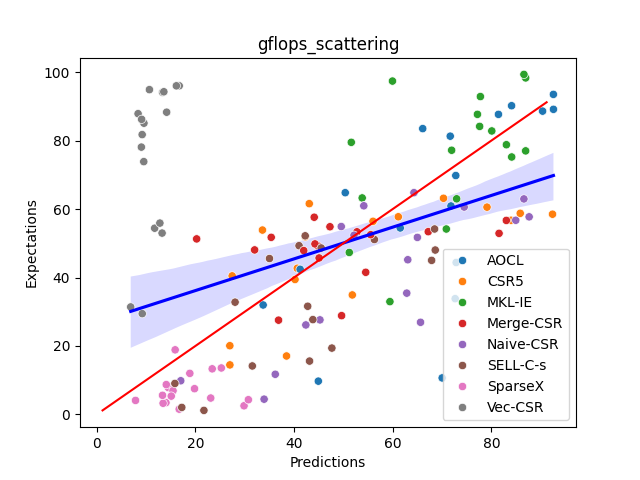 gflops_scattering
Expectations
100
80
60
40
20
0
AOCL
CSR5
MKL-IE
Merge-CSR
Naive-CSR
SELL-C-s
SparseX
Vec-CSR
0 20 40 60 80
Predictions